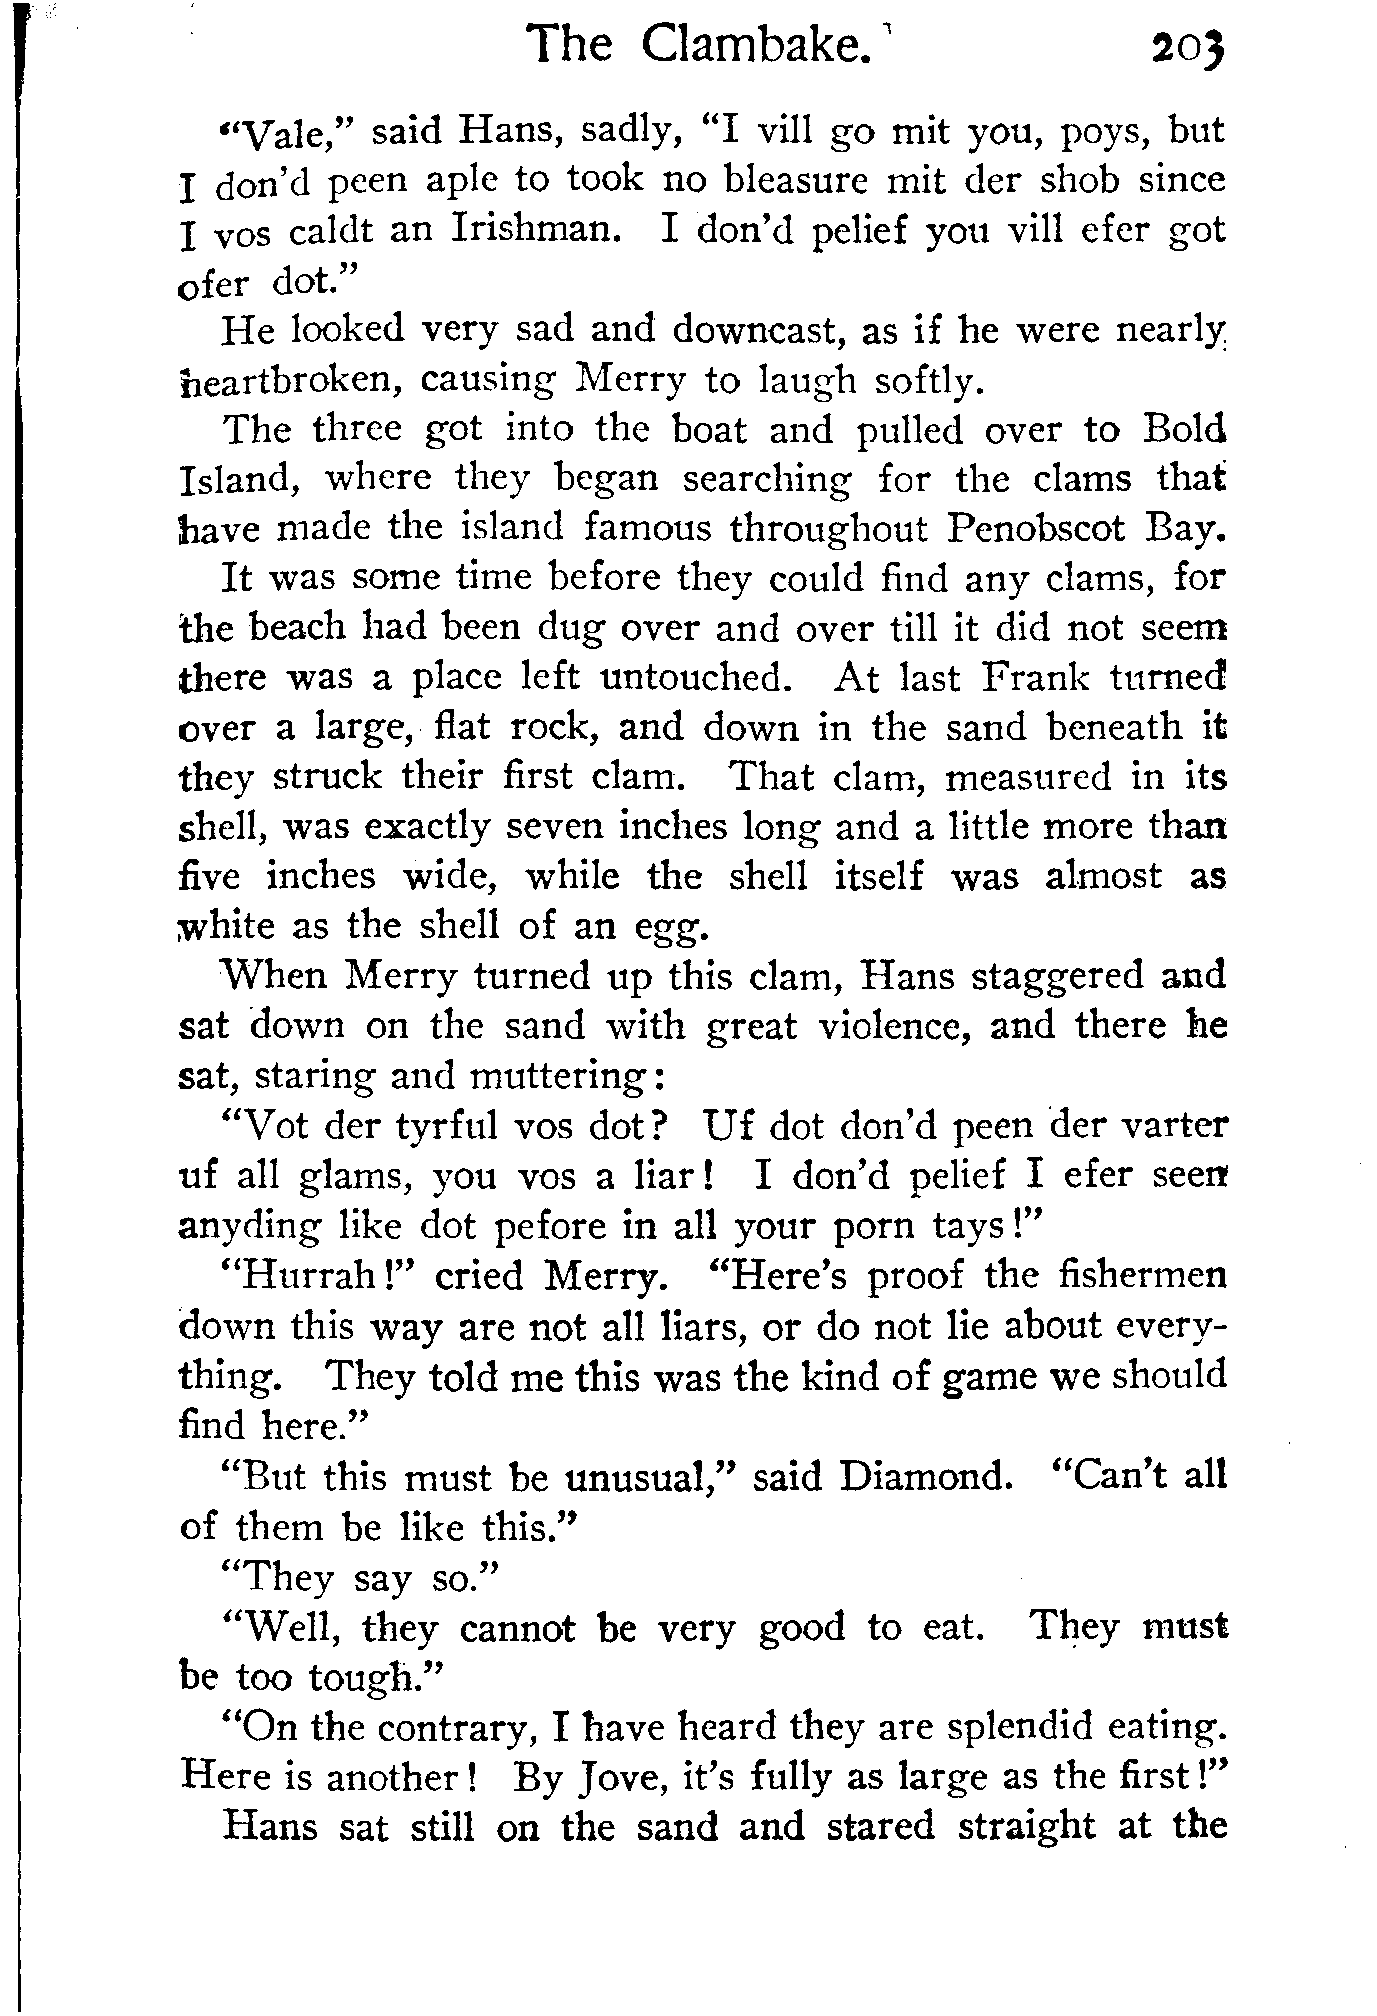 The Clambake. 203
"Vale," said Hans, sadly, "I vill go mit you, poys, but
I don'd peen aple to took no bleasure mit der shob since
I vos caldt an Irishman. I don'd pelief you vill efer got
ofer dot."
He looked very sad and downcast, as if he were nearly
heartbroken, causing Merry to laugh softly.
The three got into the boat and pulled over to Bold
Island, where they began searching for the clams that
have made the island famous throughout Penobscot Bay.
It was some time before they could find any clams, for
the beach had been dug over and over till it did not seem
there was a place left untouched. At last Frank turned
over a large, flat rock, and down in the sand beneath it
they struck their first clam. That clam, measured in its
shell, was exactly seven inches long and a little more than
five inches wide, while the shell itself was almost as
white as the shell of an egg.
When Merry turned up this clam, Hans staggered and
sat down on the sand with great violence, and there he
sat, staring and muttering:
"Vot der tyrful vos dot? Uf dot don'd peen der varter
uf all glams, you vos a liar! I don'd pelief I efer seen
anyding like dot pefore in all your porn tays!"
"Hurrah!" cried Merry. "Here's proof the fishermen
down this way are not all liars, or do not lie about every-
thing. They told me this was the kind of game we should
find here."
"But this must be unusual," said Diamond. "Can't all
of them be like this."
"They say so."
"Well, they cannot be very good to eat. They must
be too tough."
"On the contrary, I have heard they are splendid eating.
Here is another! By Jove, it's fully as large as the first!"
Hans sat still on the sand and stared straight at the